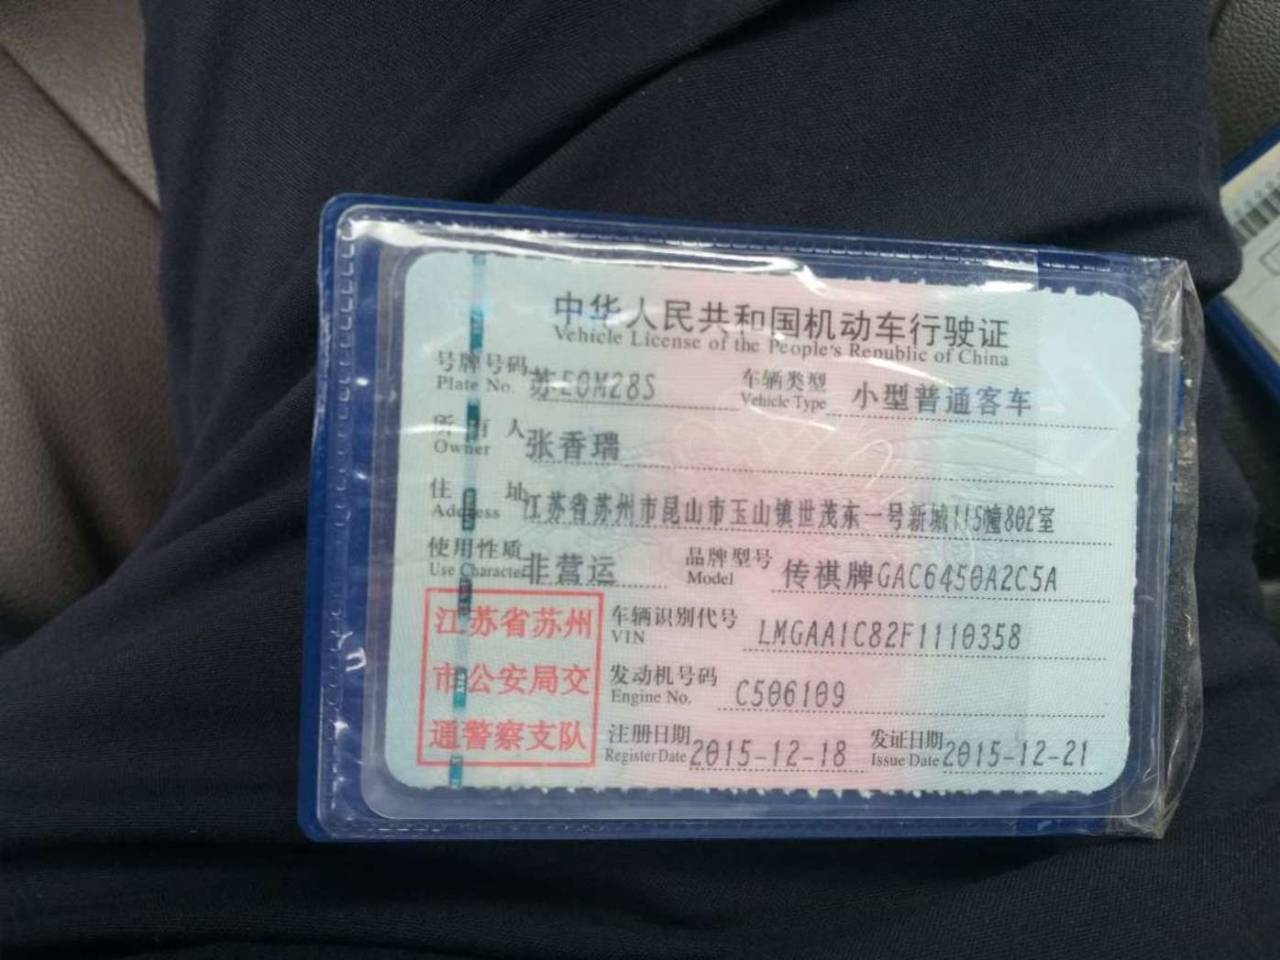 中华人民共和国机动车行驶证
Vehicle License of the People's Republic of China
号牌号码 苏E0M28S 车辆类型 小型普通客车
Plate No. Vehicle Type
所有人 张香瑞
Owner
住址 江苏省苏州市昆山市玉山镇世茂东一号新城115幢802室
Address
使用性质 非营运 品牌型号 传祺牌GAC6450A2C5A
Use Character Model
江苏省苏州
市公安局交
通警察支队
车辆识别代号 LMGAA1C82F1110358
VIN
发动机号码 C506109
Engine No.
注册日期 2015-12-18 发证日期 2015-12-21
Register Date Issue Date